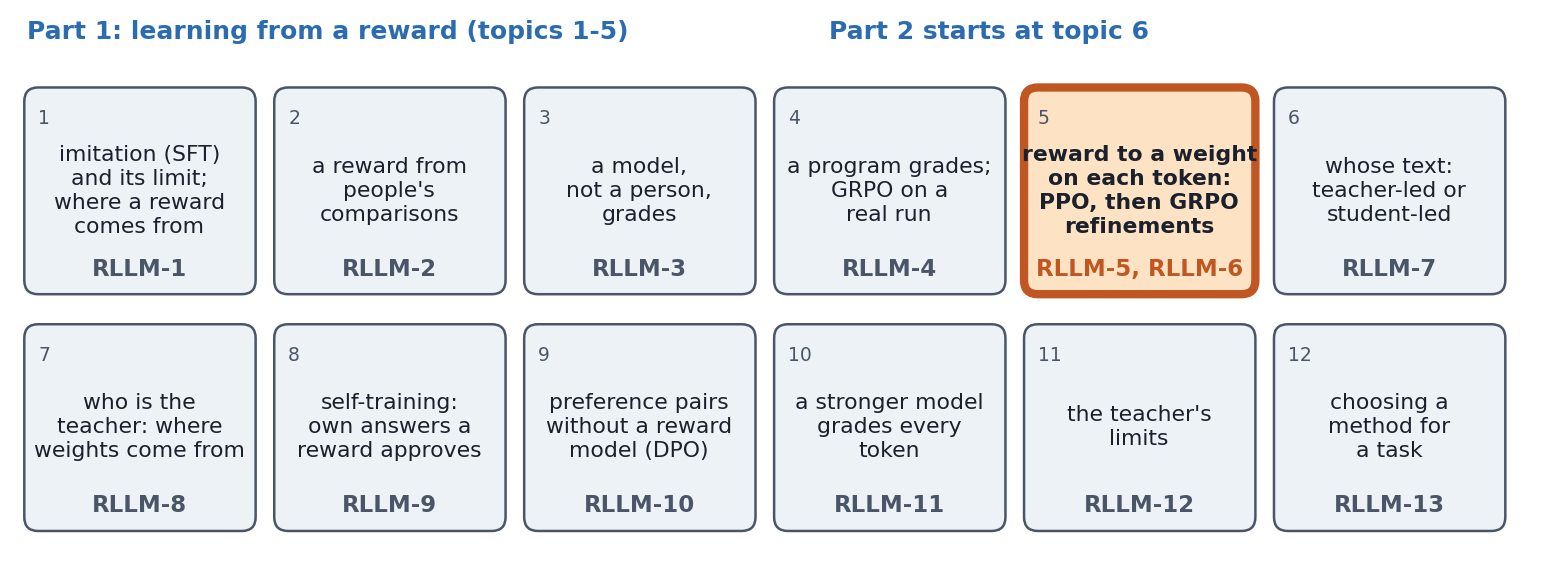 Part 1: learning from a reward (topics 1-5)
Part 2 starts at topic 6
1
imitation (SFT)
and its limit;
where a reward
comes from
RLLM-1
2
a reward from
people's
comparisons
RLLM-2
3
a model,
not a person,
grades
RLLM-3
4
a program grades;
GRPO on a
real run
RLLM-4
5
reward to a weight
on each token:
PPO, then GRPO
refinements
RLLM-5, RLLM-6
6
whose text:
teacher-led or
student-led
RLLM-7
7
who is the
teacher: where
weights come from
RLLM-8
8
self-training:
own answers a
reward approves
RLLM-9
9
preference pairs
without a reward
model (DPO)
RLLM-10
10
a stronger model
grades every
token
RLLM-11
11
the teacher's
limits
RLLM-12
12
choosing a
method for
a task
RLLM-13